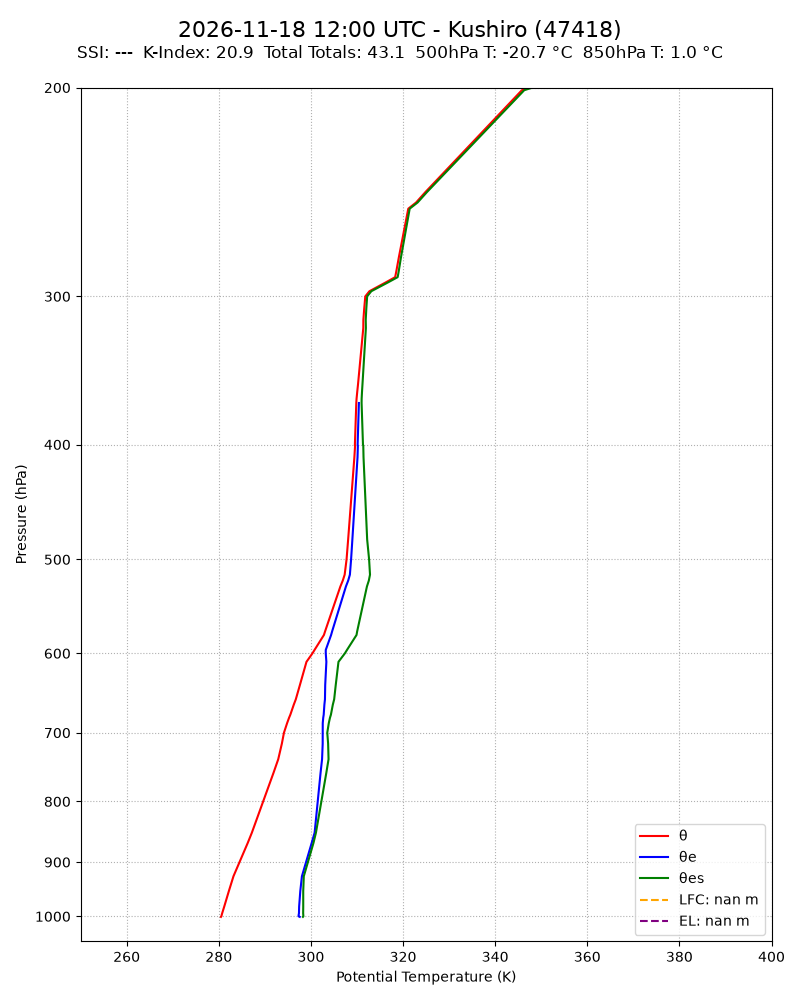 2026-11-18 12:00 UTC - Kushiro (47418)
SSI: ---  K-Index: 20.9  Total Totals: 43.1  500hPa T: -20.7 °C  850hPa T: 1.0 °C
200
300
400
500
600
700
800
900
1000
Pressure (hPa)
θ
θe
θes
LFC: nan m
EL: nan m
260 280 300 320 340 360 380 400
Potential Temperature (K)